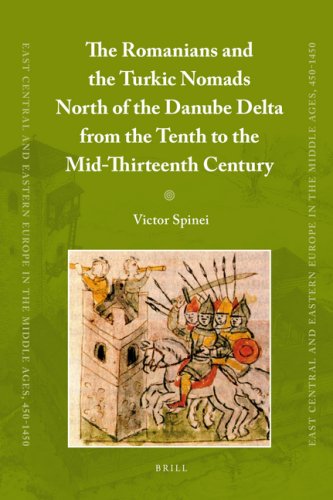 The Romanians and
the Turkic Nomads
North of the Danube Delta
from the Tenth to the
Mid-Thirteenth Century
Victor Spinei
BRILL
EAST CENTRAL AND EASTERN EUROPE IN THE MIDDLE AGES, 450-1450
EAST CENTRAL AND EASTERN EUROPE IN THE MIDDLE AGES, 450-1450